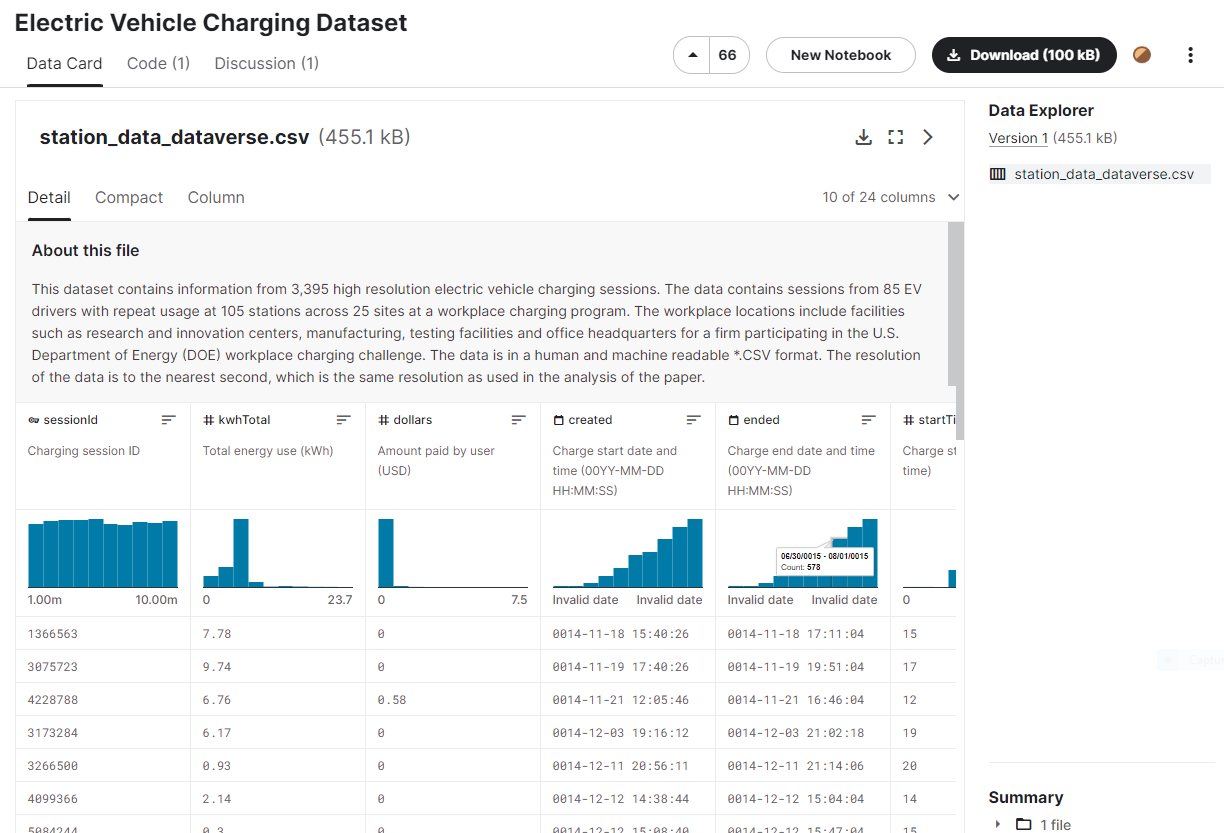 Electric Vehicle Charging Dataset
Data Card Code (1) Discussion (1)
66 New Notebook Download (100 kB)
station_data_dataverse.csv (455.1 kB)
Detail Compact Column 10 of 24 columns
About this file
This dataset contains information from 3,395 high resolution electric vehicle charging sessions. The data contains sessions from 85 EV
drivers with repeat usage at 105 stations across 25 sites at a workplace charging program. The workplace locations include facilities
such as research and innovation centers, manufacturing, testing facilities and office headquarters for a firm participating in the U.S.
Department of Energy (DOE) workplace charging challenge. The data is in a human and machine readable *.CSV format. The resolution
of the data is to the nearest second, which is the same resolution as used in the analysis of the paper.
sessionId kwhTotal dollars created ended startTi
Charging session ID
Total energy use (kWh)
Amount paid by user
(USD)
Charge start date and
time (00YY-MM-DD
HH:MM:SS)
Charge end date and time
(00YY-MM-DD
HH:MM:SS)
Charge st
time)
06/30/0015 - 08/01/0015
Count: 578
1.00m 10.00m 0 23.7 0 7.5 Invalid date Invalid date Invalid date Invalid date 0
1366563 7.78 0 0014-11-18 15:40:26 0014-11-18 17:11:04 15
3075723 9.74 0 0014-11-19 17:40:26 0014-11-19 19:51:04 17
4228788 6.76 0.58 0014-11-21 12:05:46 0014-11-21 16:46:04 12
3173284 6.17 0 0014-12-03 19:16:12 0014-12-03 21:02:18 19
3266500 0.93 0 0014-12-11 20:56:11 0014-12-11 21:14:06 20
4099366 2.14 0 0014-12-12 14:38:44 0014-12-12 15:04:04 14
5084244 0.3 0 0014-12-12 15:08:40 0014-12-12 15:47:04 15
Data Explorer
Version 1 (455.1 kB)
station_data_dataverse.csv
Summary
1 file